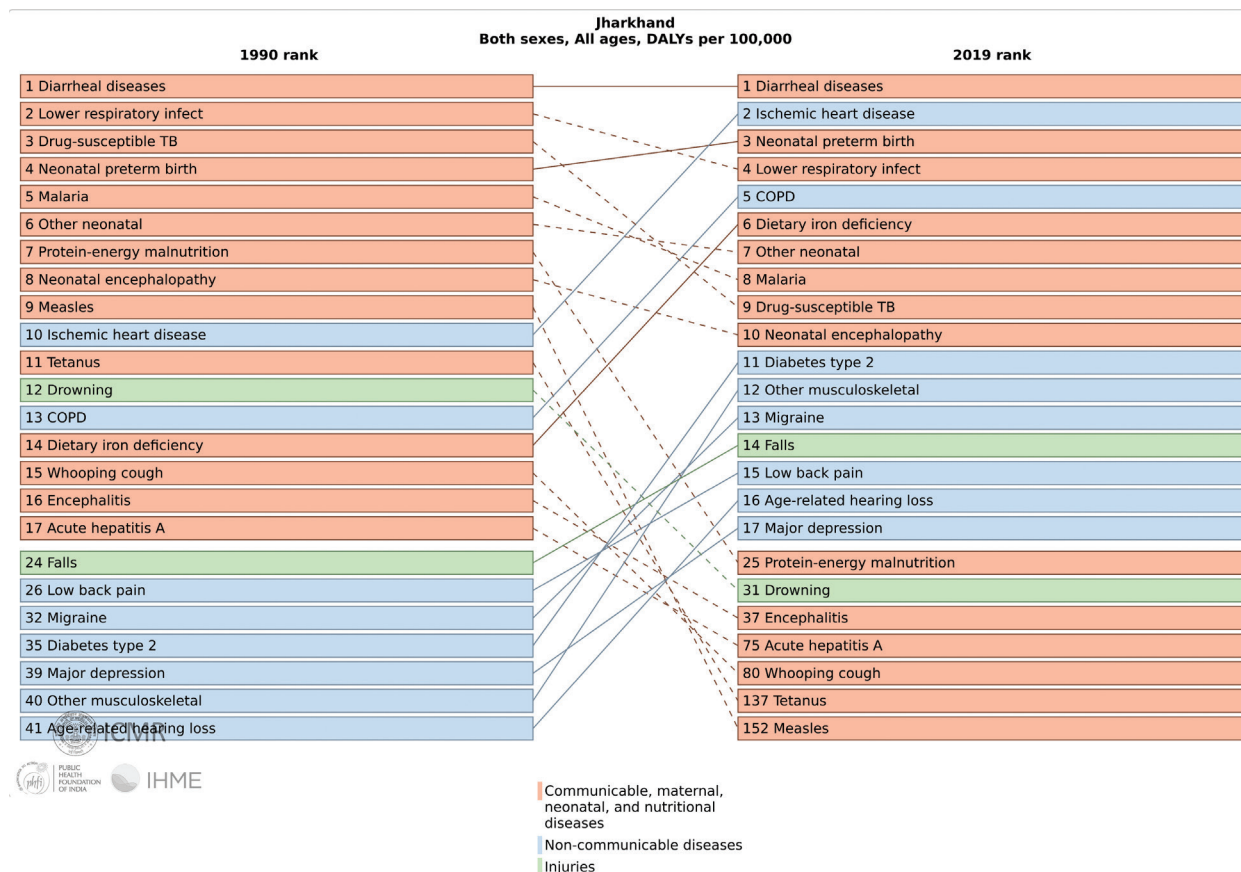 Jharkhand
Both sexes, All ages, DALYs per 100,000
1990 rank
1 Diarrheal diseases
2 Lower respiratory infect
3 Drug-susceptible TB
4 Neonatal preterm birth
5 Malaria
6 Other neonatal
7 Protein-energy malnutrition
8 Neonatal encephalopathy
9 Measles
10 Ischemic heart disease
11 Tetanus
12 Drowning
13 COPD
14 Dietary iron deficiency
15 Whooping cough
16 Encephalitis
17 Acute hepatitis A
24 Falls
26 Low back pain
32 Migraine
35 Diabetes type 2
39 Major depression
40 Other musculoskeletal
41 Age-related hearing loss
2019 rank
1 Diarrheal diseases
2 Ischemic heart disease
3 Neonatal preterm birth
4 Lower respiratory infect
5 COPD
6 Dietary iron deficiency
7 Other neonatal
8 Malaria
9 Drug-susceptible TB
10 Neonatal encephalopathy
11 Diabetes type 2
12 Other musculoskeletal
13 Migraine
14 Falls
15 Low back pain
16 Age-related hearing loss
17 Major depression
25 Protein-energy malnutrition
31 Drowning
37 Encephalitis
75 Acute hepatitis A
80 Whooping cough
137 Tetanus
152 Measles
ICMR
phfi
PUBLIC
HEALTH
FOUNDATION
OF INDIA
IHME
Communicable, maternal,
neonatal, and nutritional
diseases
Non-communicable diseases
Injuries